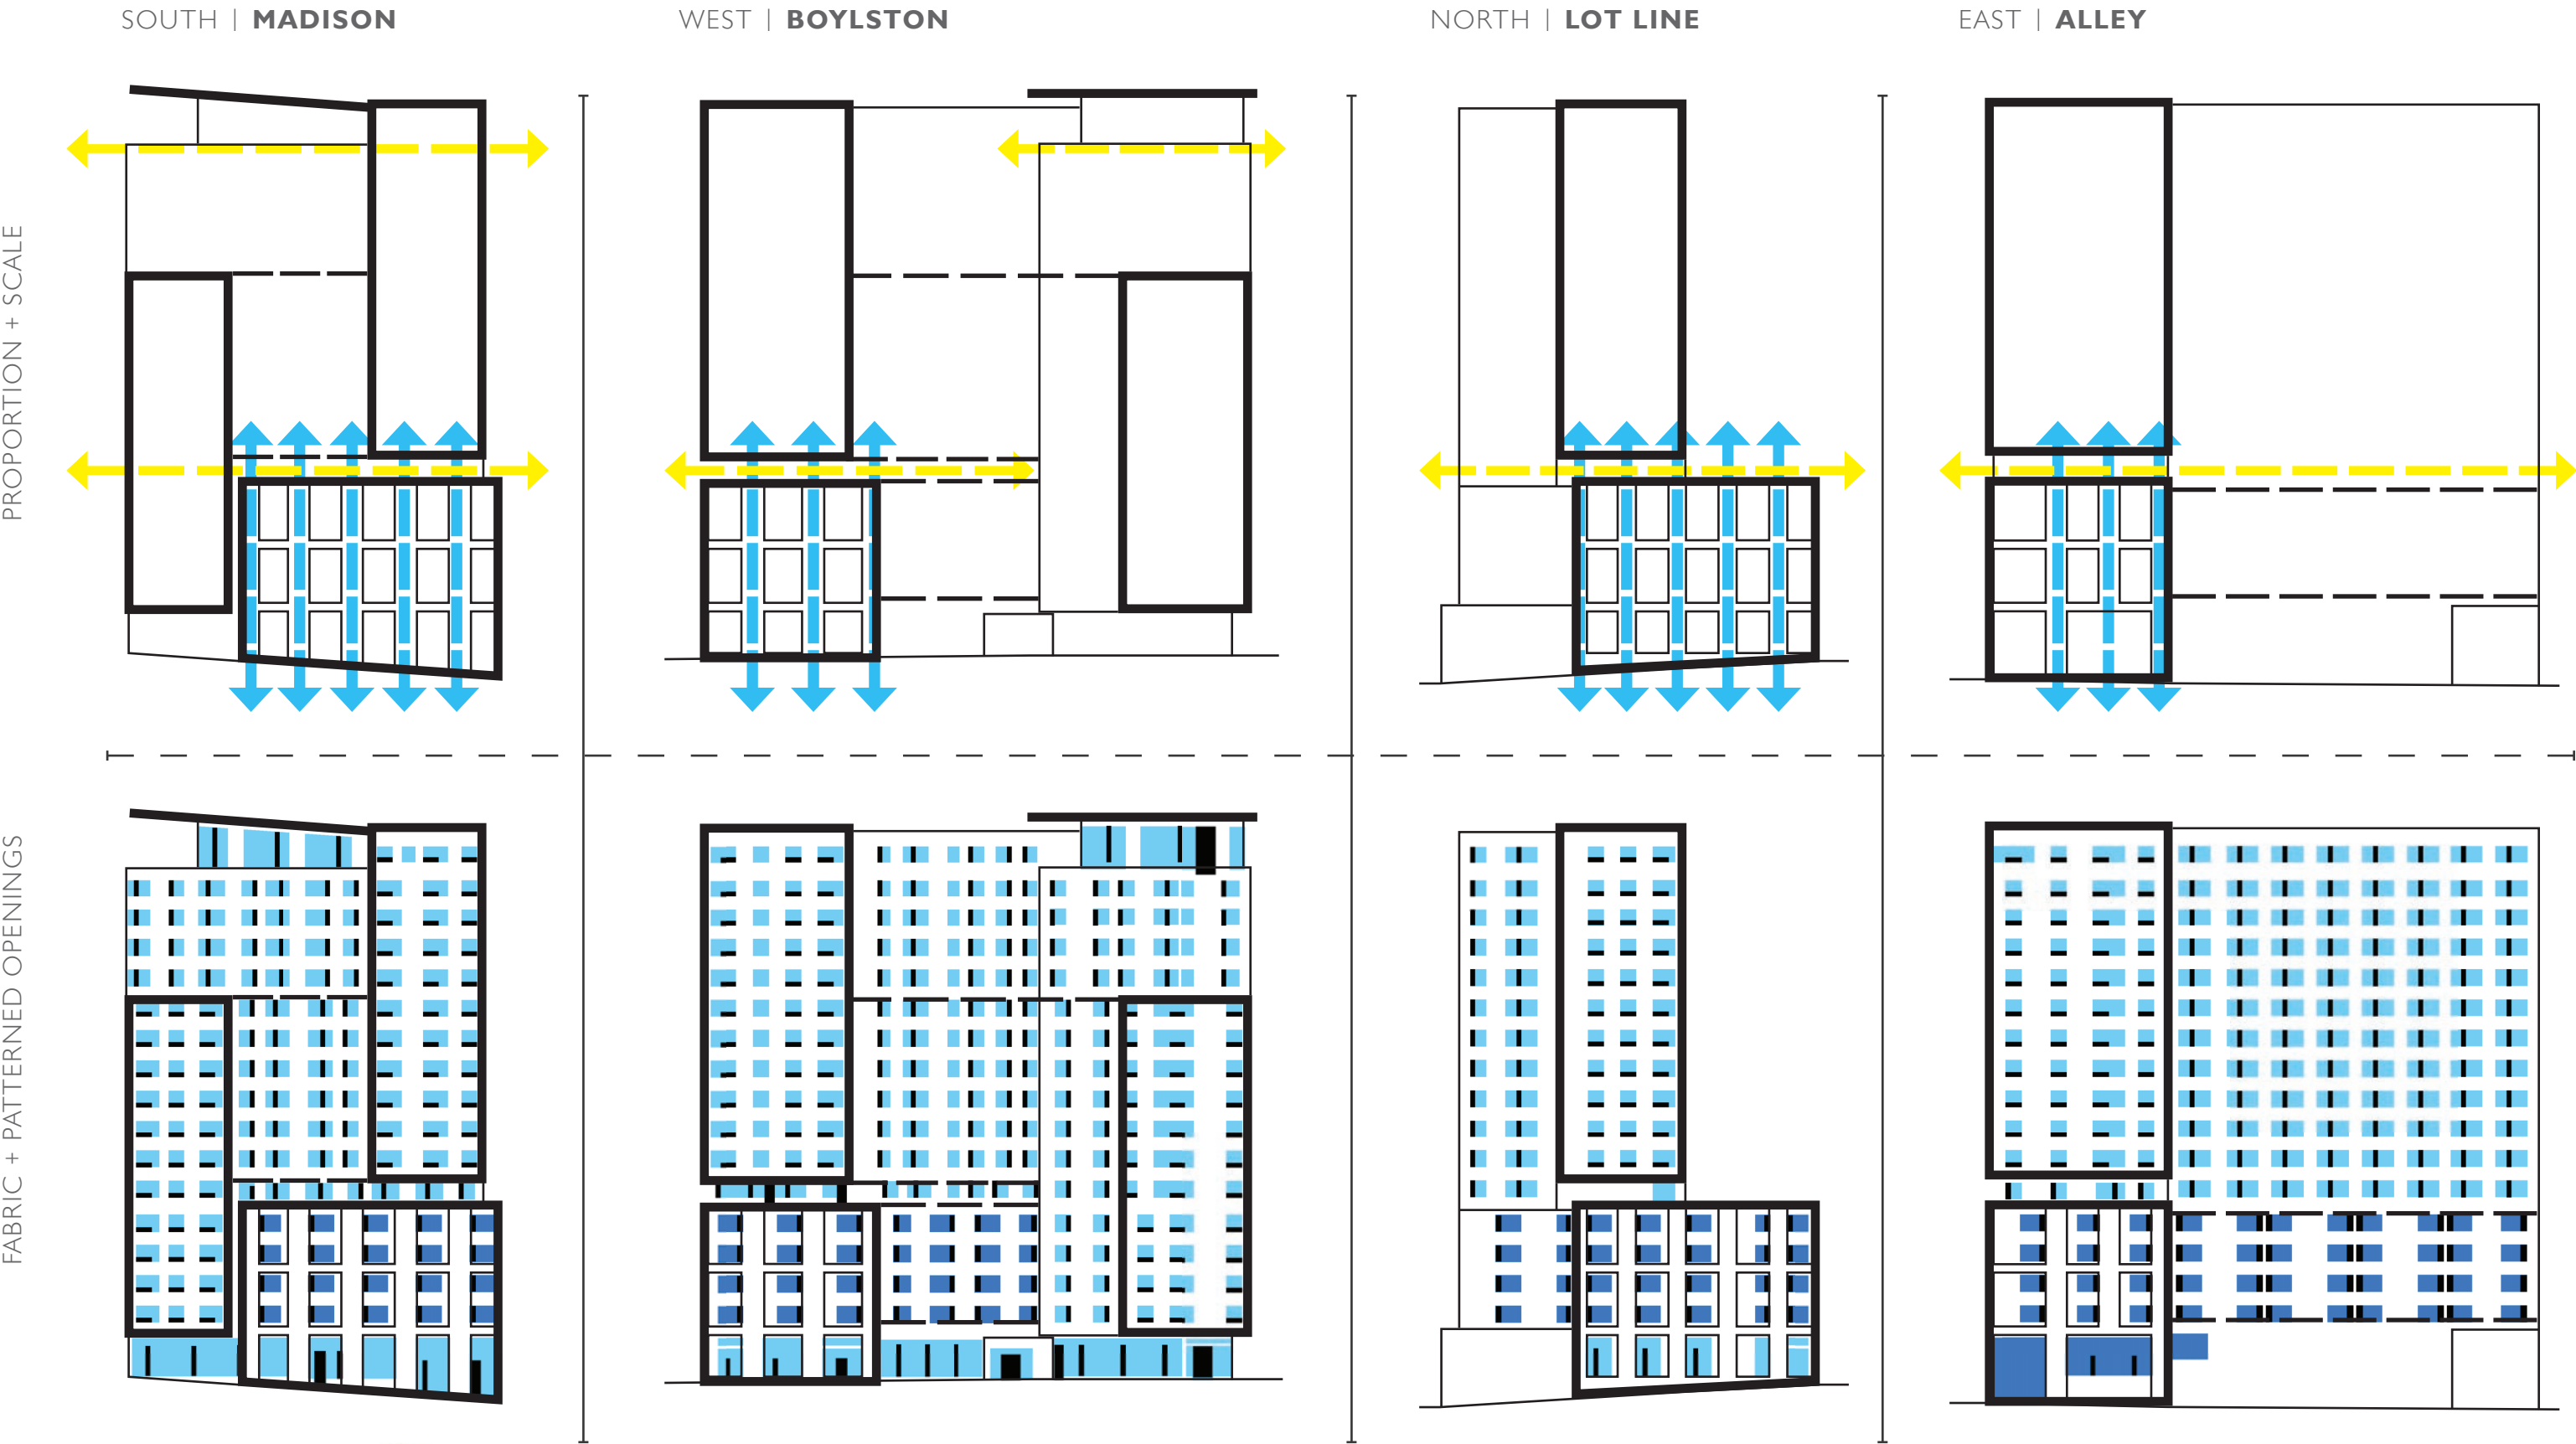 SOUTH | MADISON
WEST | BOYLSTON
NORTH | LOT LINE
EAST | ALLEY
PROPORTION + SCALE
FABRIC + PATTERNED OPENINGS